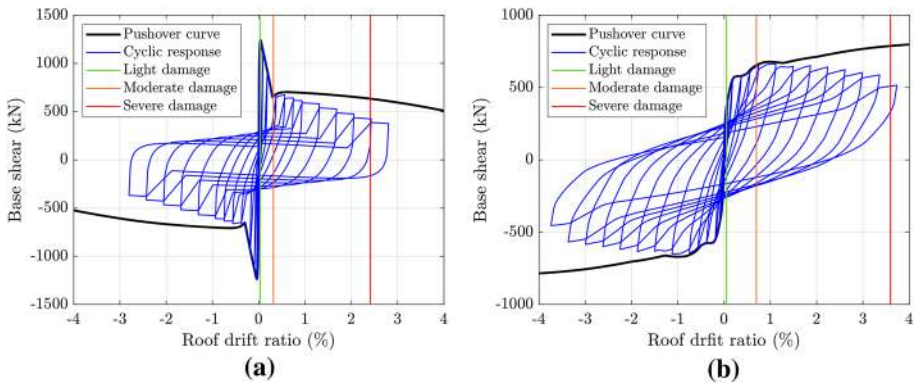 1500
1000
500
0
-500
-1000
-1500
Base shear (kN)
Pushover curve
Cyclic response
Light damage
Moderate damage
Severe damage
-4 -3 -2 -1 0 1 2 3 4
Roof drift ratio (%)
(a)
1000
500
0
-500
-1000
Base shear (kN)
Pushover curve
Cyclic response
Light damage
Moderate damage
Severe damage
-4 -3 -2 -1 0 1 2 3 4
Roof drfit ratio (%)
(b)